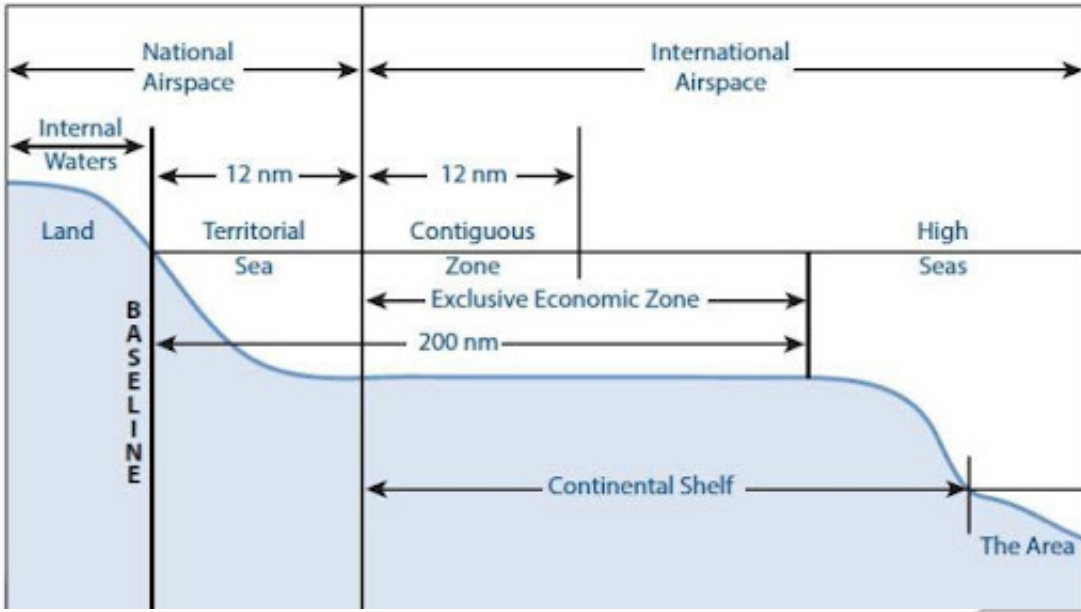 National
Airspace
International
Airspace
Internal
Waters
12 nm
12 nm
Land
Territorial
Sea
Contiguous
Zone
High
Seas
Exclusive Economic Zone
200 nm
BASELINE
Continental Shelf
The Area